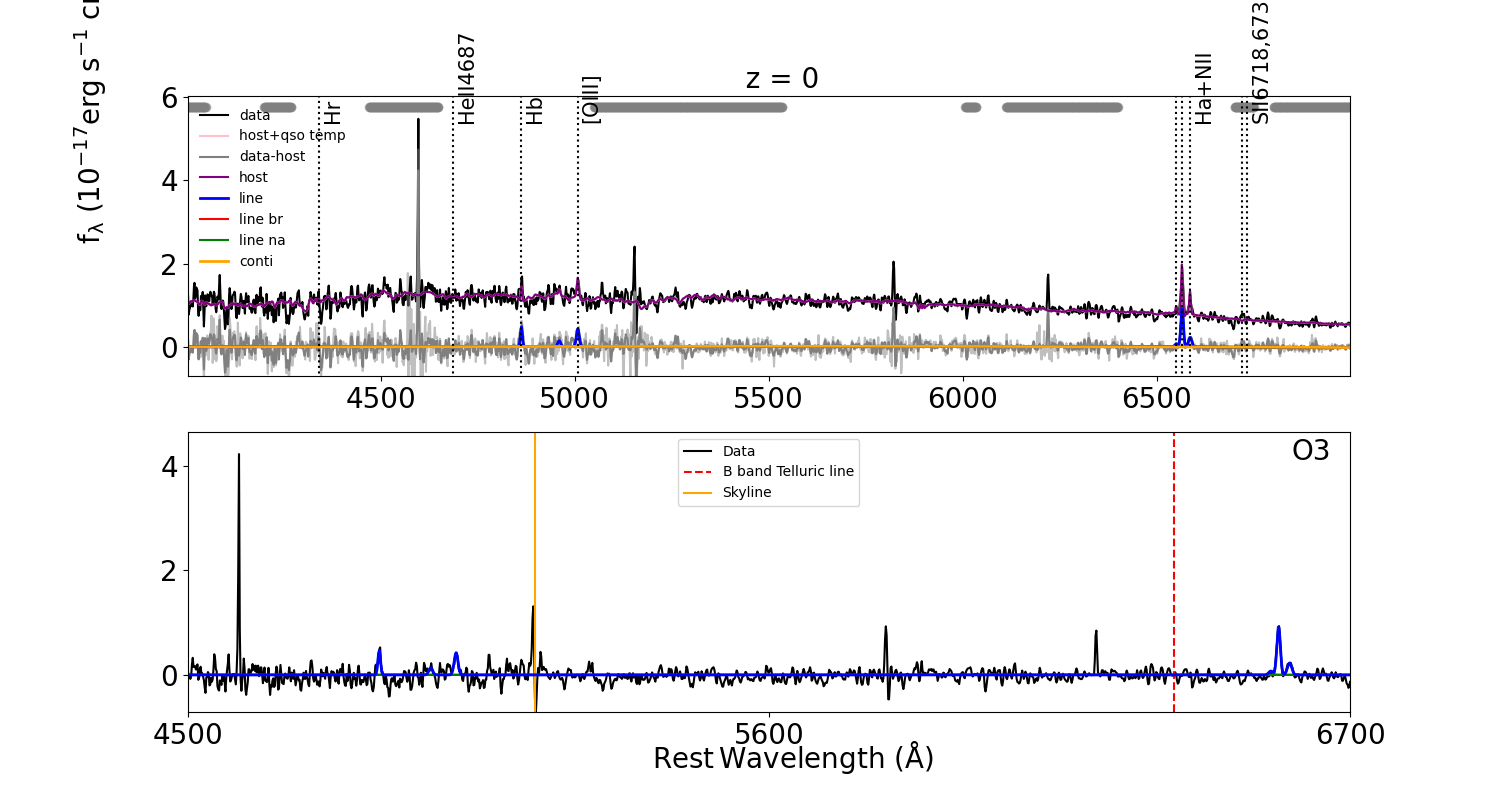 z = 0
fλ (10−17erg s−1 c
Hr
HeII4687
Hb
[OIII]
Ha+NII
SII6718,673
6
4
2
0
data
host+qso temp
data-host
host
line
line br
line na
conti
4500
5000
5500
6000
6500
O3
Data
B band Telluric line
Skyline
4
2
0
4500
5600
6700
Rest Wavelength (Å)